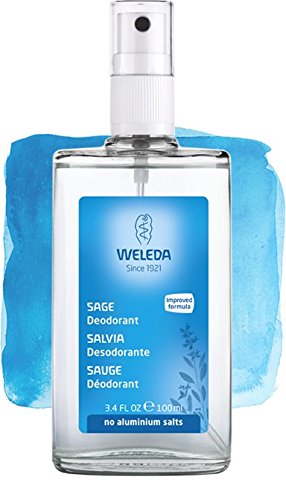 WELEDA
Since 1921
SAGE
Deodorant
Improved
formula
SALVIA
Desodorante
SAUGE
Déodorant
3.4 FL OZ ℮ 100ml
no aluminium salts